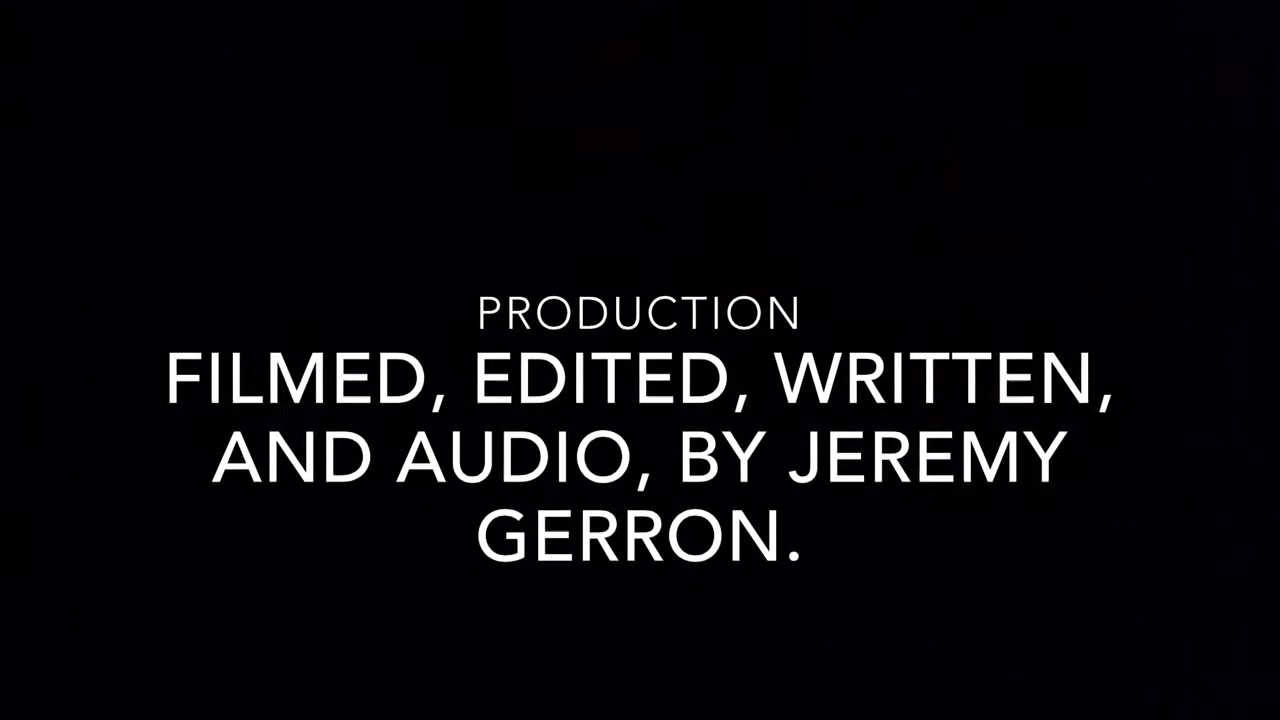 PRODUCTION
FILMED, EDITED, WRITTEN,
AND AUDIO, BY JEREMY
GERRON.